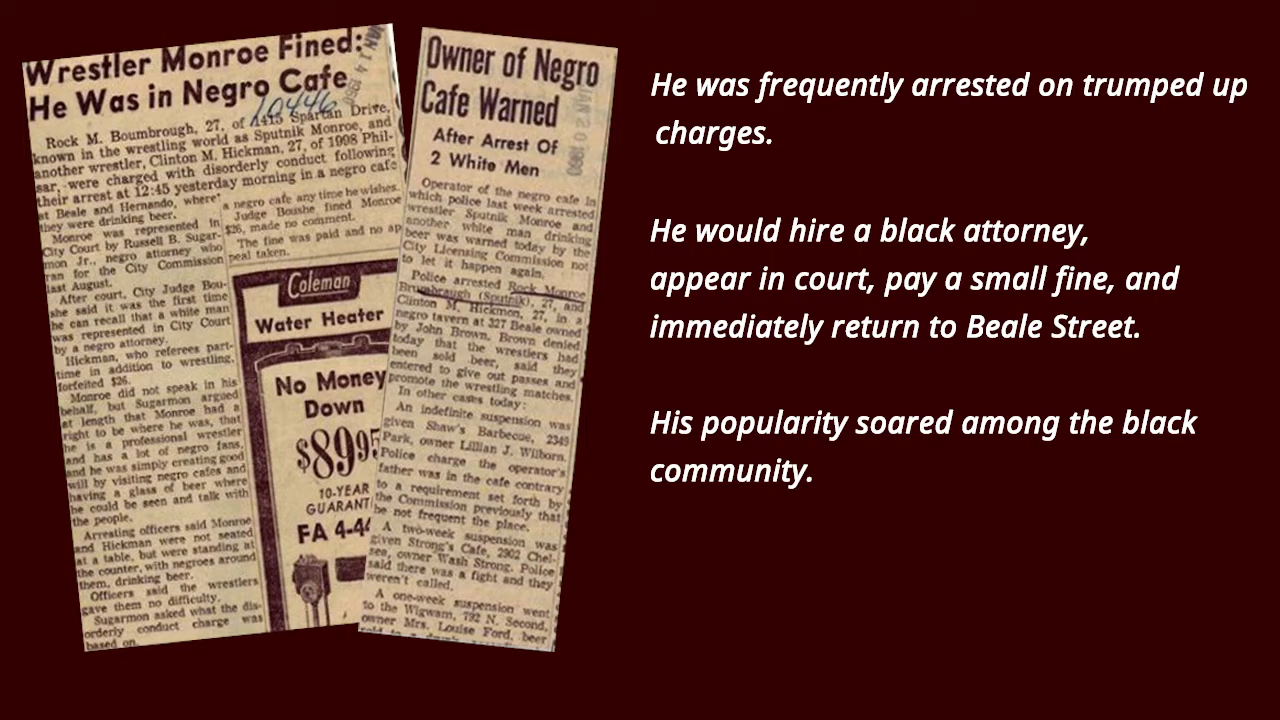 Wrestler Monroe Fined:
He Was in Negro Cafe
JAN 14 1960
10446
Rock M. Boumbrough, 27, of 1415 Spartan Drive,
known in the wrestling world as Sputnik Monroe, and
another wrestler, Clinton M. Hickman, 27, of 1998 Phil-
sar, were charged with disorderly conduct following
their arrest at 12:45 yesterday morning in a negro cafe
at Beale and Hernando, where
they were drinking beer.
Monroe was represented in
City Court by Russell B. Sugar-
mon Jr., negro attorney who
ran for the City Commission
last August.
After court, City Judge Bou-
she said it was the first time
he can recall that a white man
was represented in City Court
by a negro attorney.
Hickman, who referees part-
time in addition to wrestling,
forfeited $26.
Monroe did not speak in his
behalf, but Sugarmon argued
at length that Monroe had a
right to be where he was, that
he is a professional wrestler
and has a lot of negro fans,
and he was simply creating good
will by visiting negro cafes and
having a glass of beer where
he could be seen and talk with
the people.
Arresting officers said Monroe
and Hickman were not seated
at a table, but were standing at
the counter, with negroes around
them, drinking beer.
Officers said the wrestlers
gave them no difficulty.
Sugarmon asked what the dis-
orderly conduct charge was
based on.
a negro cafe any time he wishes.
Judge Boushe fined Monroe
$26, made no comment.
The fine was paid and no ap
peal taken.
Coleman
Water Heater
No Money
Down
$89.95
10-YEAR
GUARANT
FA 4-44
Owner of Negro
Cafe Warned
JAN 20 1960
After Arrest Of
2 White Men
Operator of the negro cafe in
which police last week arrested
wrestler Sputnik Monroe and
another white man drinking
beer was warned today by the
City Licensing Commission not
to let it happen again.
Police arrested Rock Monroe
Brumbrough (Sputnik), 27, and
Clinton M. Hickmon, 27, in a
negro tavern at 327 Beale owned
by John Brown. Brown denied
today that the wrestlers had
been sold beer, said they
entered to give out passes and
promote the wrestling matches.
In other cases today:
An indefinite suspension was
given Shaw's Barbecue, 2349
Park, owner Lillian J. Wilborn.
Police charge the operator's
father was in the cafe contrary
to a requirement set forth by
the Commission previously that
he not frequent the place.
A two-week suspension was
given Strong's Cafe, 2902 Chel-
sea, owner Wash Strong. Police
said there was a fight and they
weren't called.
A one-week suspension went
to the Wigwam, 792 N. Second,
owner Mrs. Louise Ford, beer
He was frequently arrested on trumped up
charges.
He would hire a black attorney,
appear in court, pay a small fine, and
immediately return to Beale Street.
His popularity soared among the black
community.